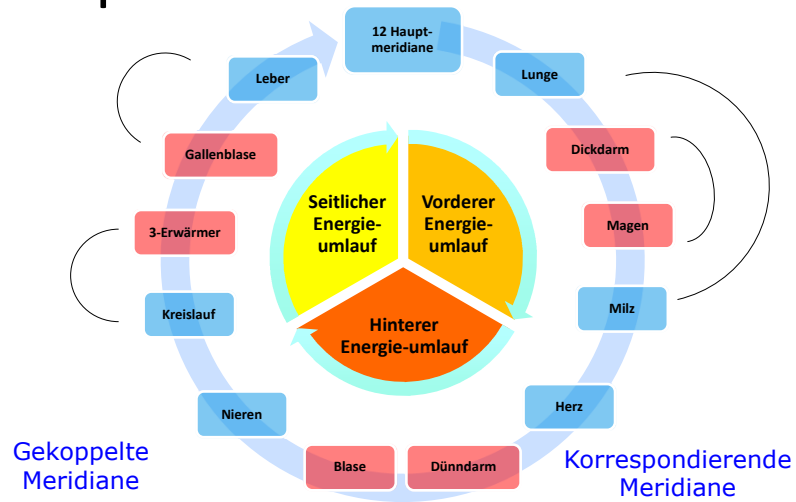 12 Haupt-
meridiane
Lunge
Dickdarm
Magen
Milz
Herz
Dünndarm
Blase
Nieren
Kreislauf
3-Erwärmer
Gallenblase
Leber
Seitlicher
Energie-
umlauf
Vorderer
Energie-
umlauf
Hinterer
Energie-umlauf
Gekoppelte
Meridiane
Korrespondierende
Meridiane